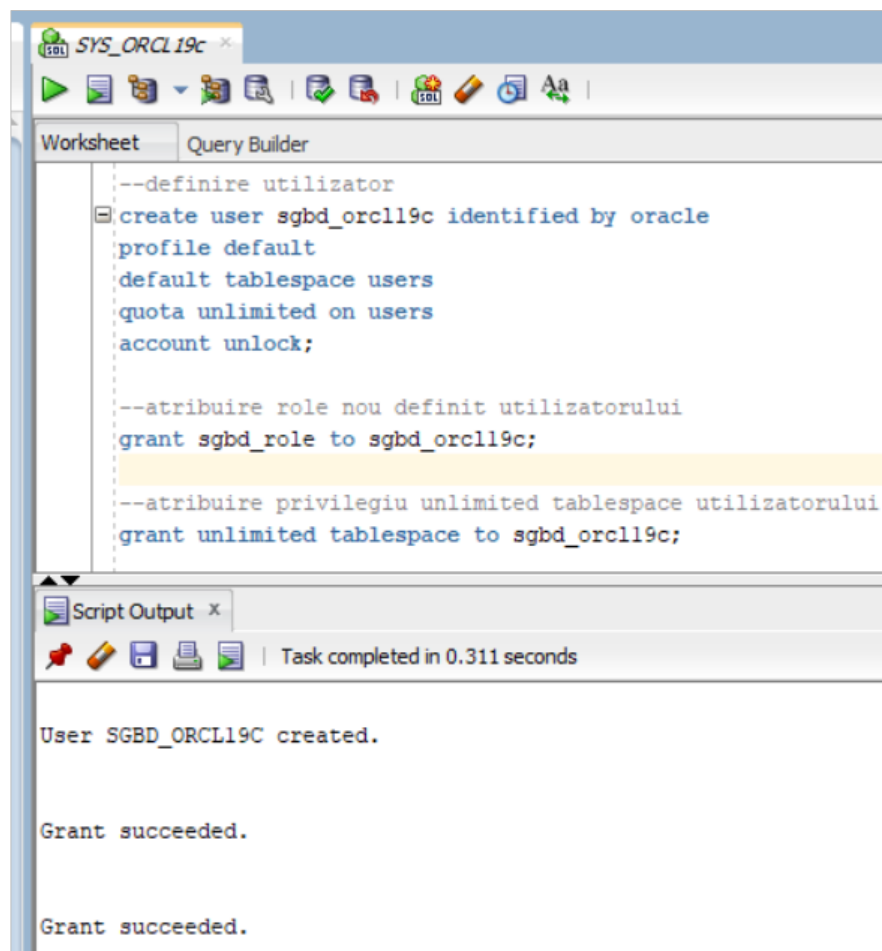 SYS_ORCL19c
Worksheet Query Builder
--definire utilizator
create user sgbd_orcl19c identified by oracle
profile default
default tablespace users
quota unlimited on users
account unlock;
--atribuire role nou definit utilizatorului
grant sgbd_role to sgbd_orcl19c;
--atribuire privilegiu unlimited tablespace utilizatorului
grant unlimited tablespace to sgbd_orcl19c;
Script Output x
Task completed in 0.311 seconds
User SGBD_ORCL19C created.
Grant succeeded.
Grant succeeded.